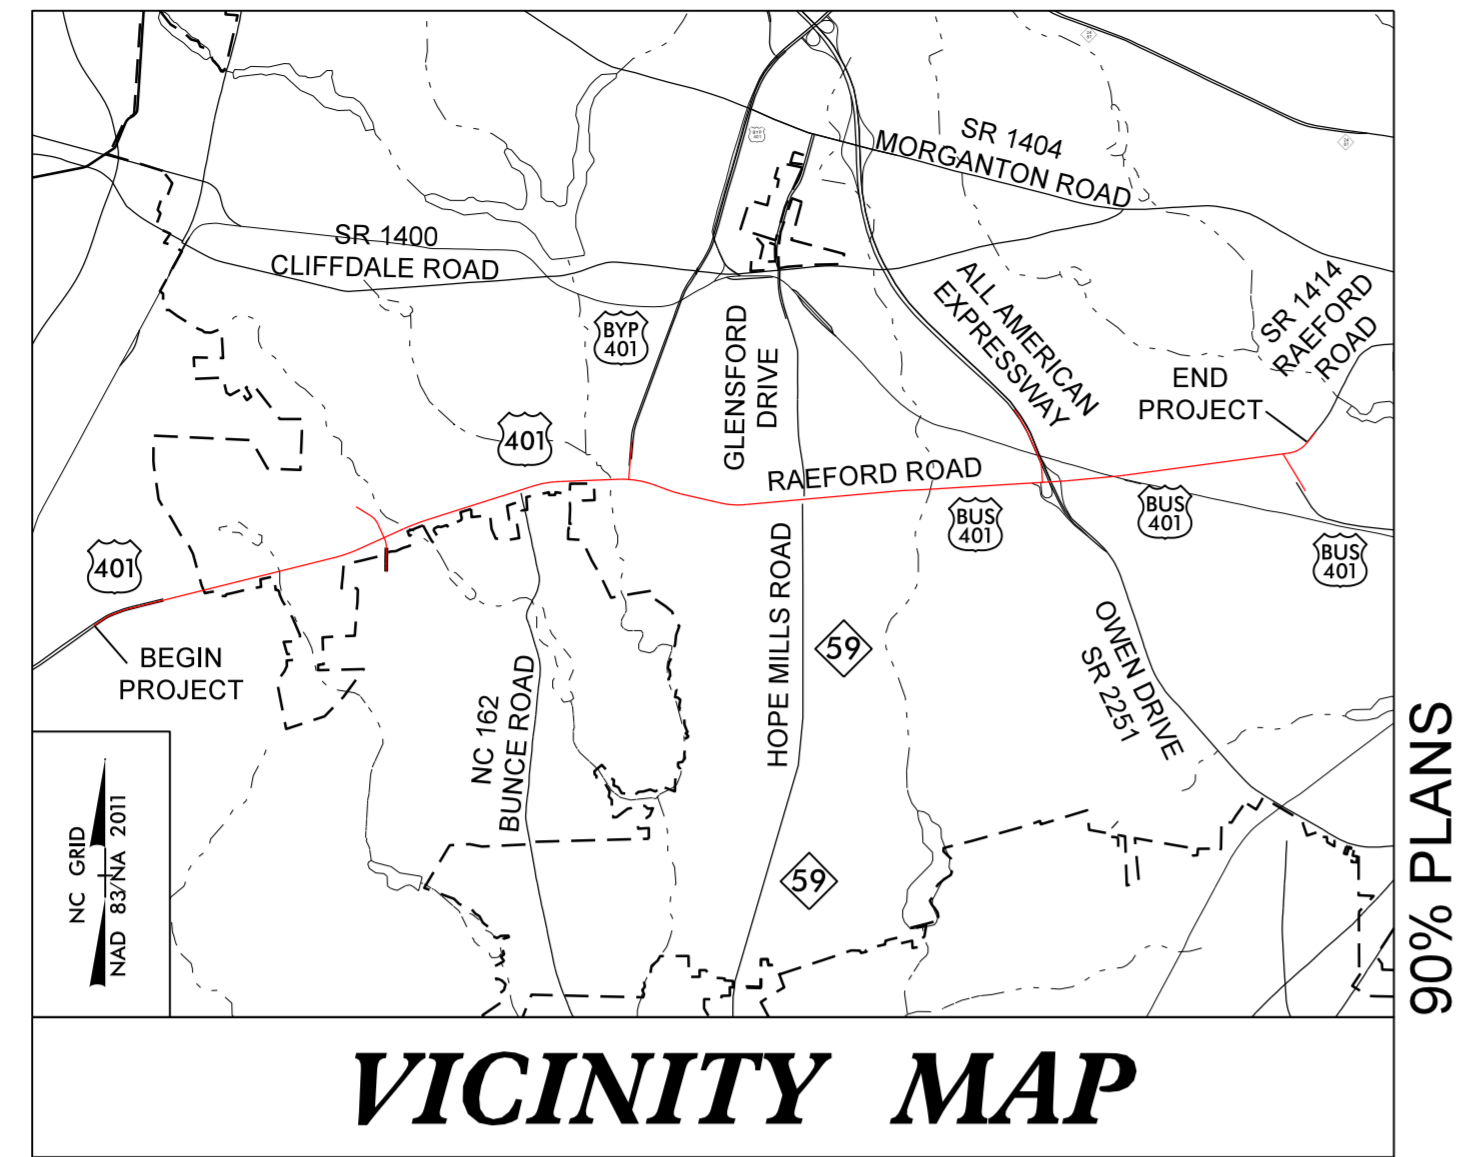 SR 1404
MORGANTON ROAD
BYP
401
SR 1400
CLIFFDALE ROAD
BYP
401
GLENSFORD
DRIVE
ALL AMERICAN
EXPRESSWAY
SR 1414
RAEFORD
ROAD
END
PROJECT
401
RAEFORD ROAD
BUS
401
BUS
401
BUS
401
401
BEGIN
PROJECT
NC 162
BUNCE ROAD
HOPE MILLS ROAD
59
59
OWEN DRIVE
SR 2251
NC GRID
NAD 83/NA 2011
90% PLANS
VICINITY MAP